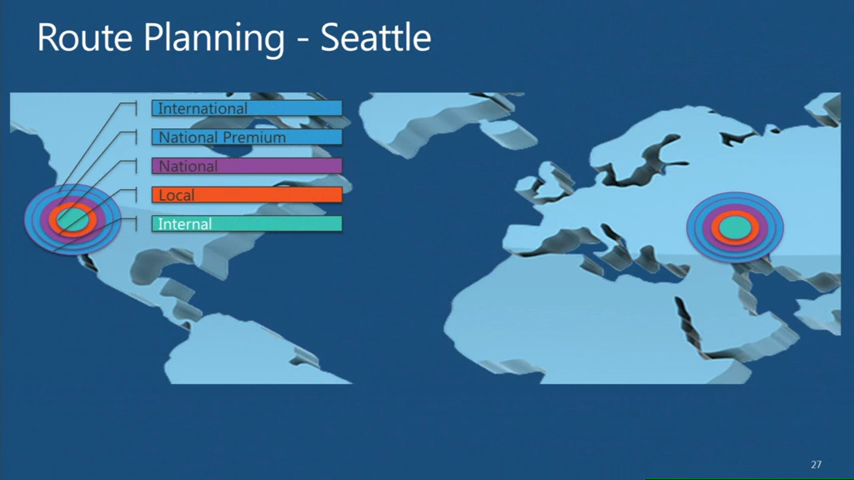 Route Planning - Seattle
International
National Premium
National
Local
Internal
27